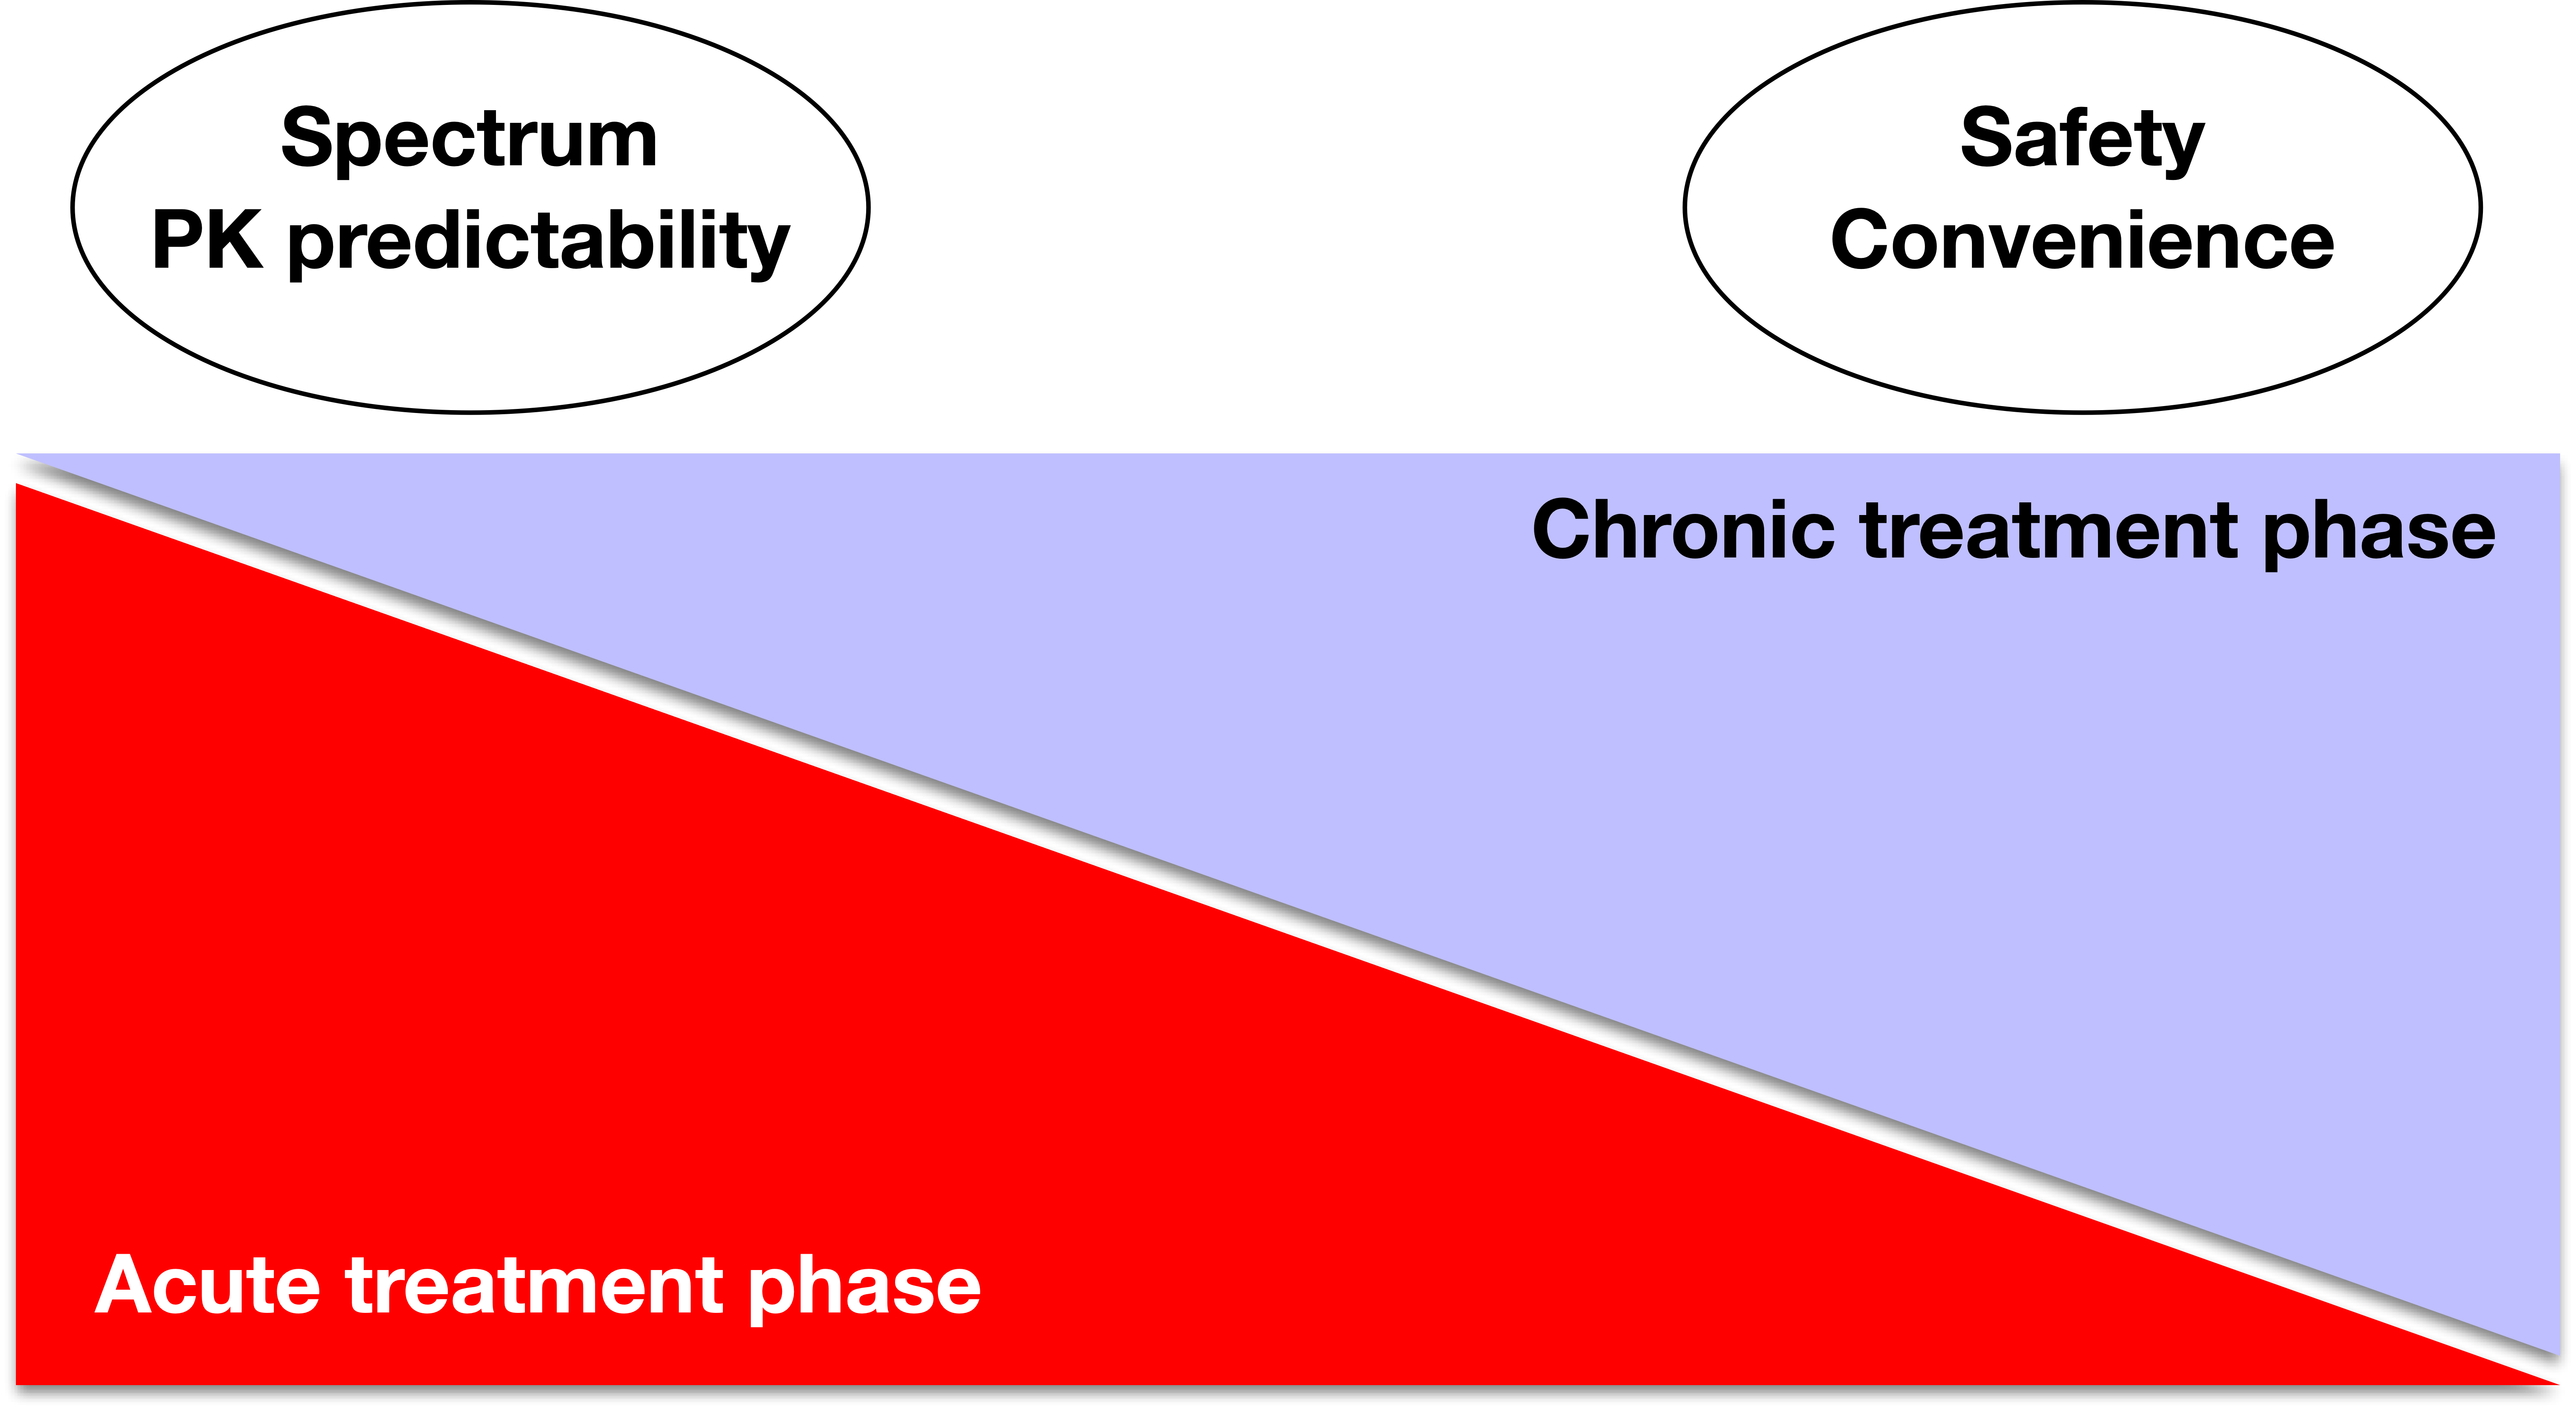 Spectrum
PK predictability
Safety
Convenience
Chronic treatment phase
Acute treatment phase